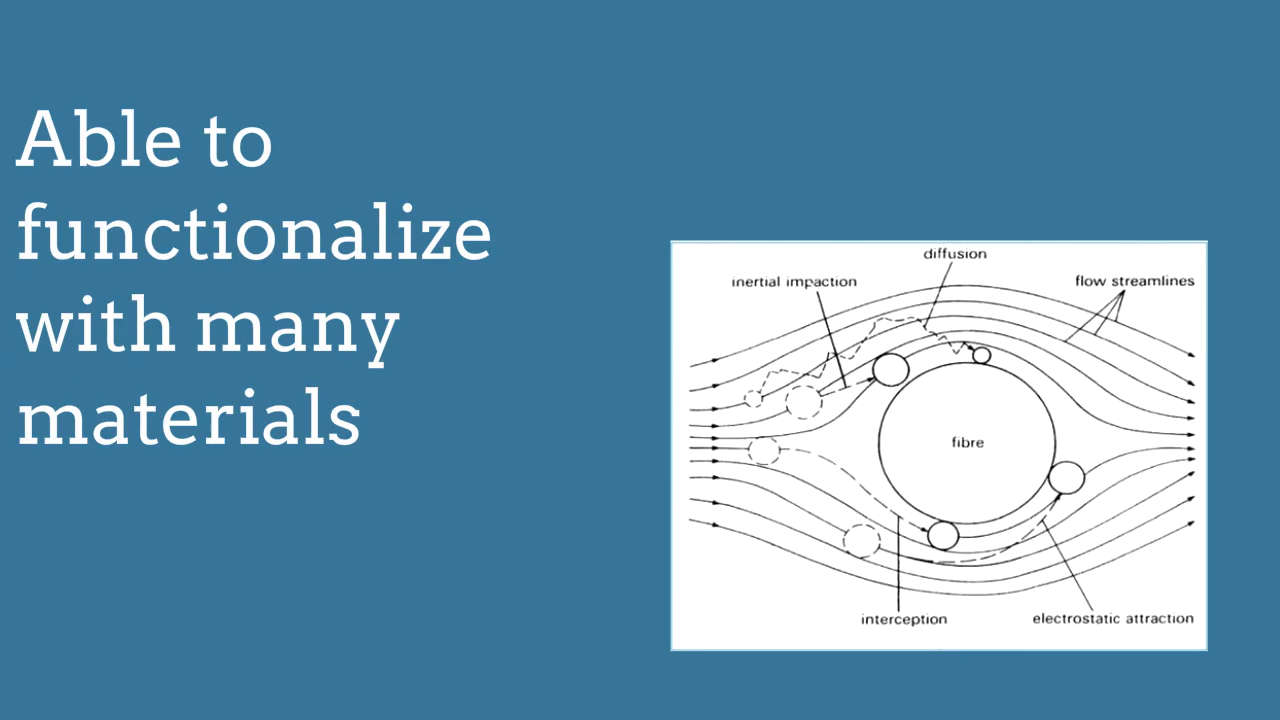 Able to
functionalize
with many
materials
diffusion
inertial impaction
flow streamlines
fibre
interception
electrostatic attraction